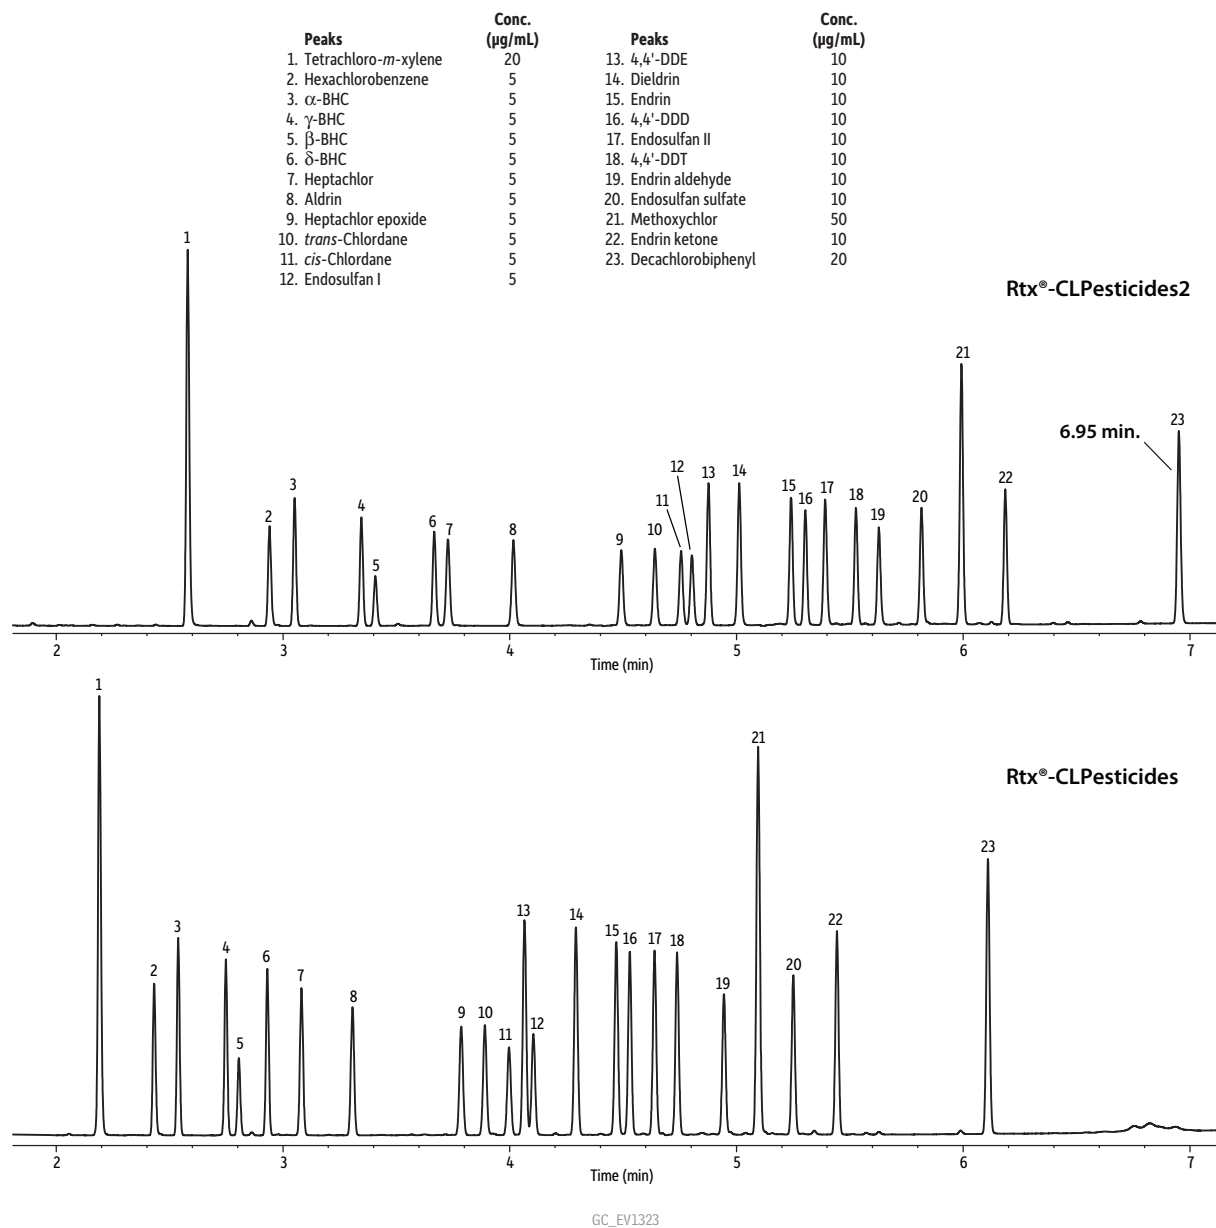 Conc. Conc.
Peaks (µg/mL) Peaks (µg/mL)
1. Tetrachloro-m-xylene 20 13. 4,4'-DDE 10
2. Hexachlorobenzene 5 14. Dieldrin 10
3. α-BHC 5 15. Endrin 10
4. γ-BHC 5 16. 4,4'-DDD 10
5. β-BHC 5 17. Endosulfan II 10
6. δ-BHC 5 18. 4,4'-DDT 10
7. Heptachlor 5 19. Endrin aldehyde 10
8. Aldrin 5 20. Endosulfan sulfate 10
9. Heptachlor epoxide 5 21. Methoxychlor 50
10. trans-Chlordane 5 22. Endrin ketone 10
11. cis-Chlordane 5 23. Decachlorobiphenyl 20
12. Endosulfan I 5
Rtx®-CLPesticides2
6.95 min.
1 2 3 4 5 6 7 8 9 10 11 12 13 14 15 16 17 18 19 20 21 22 23
2 3 4 5 6 7
Time (min)
Rtx®-CLPesticides
1 2 3 4 5 6 7 8 9 10 11 12 13 14 15 16 17 18 19 21 20 22 23
2 3 4 5 6 7
Time (min)
GC_EV1323